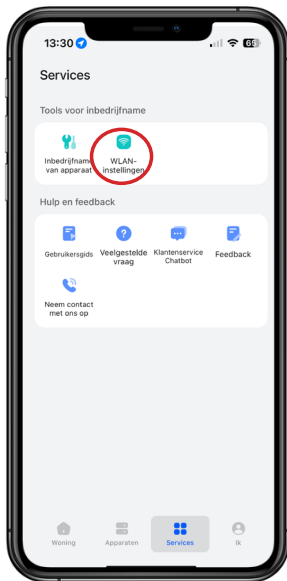 13:30
69
Services
Tools voor inbedrijfname
Inbedrijfname
van apparaat
WLAN-
instellingen
Hulp en feedback
Gebruikersgids
Veelgestelde
vraag
Klantenservice
Chatbot
Feedback
Neem contact
met ons op
Woning
Apparaten
Services
Ik